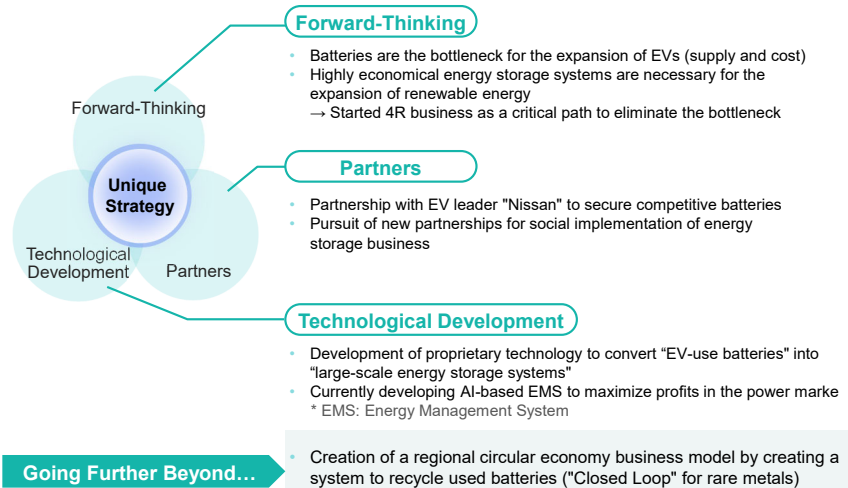 Forward-Thinking
• Batteries are the bottleneck for the expansion of EVs (supply and cost)
• Highly economical energy storage systems are necessary for the
expansion of renewable energy
→ Started 4R business as a critical path to eliminate the bottleneck
Forward-Thinking
Unique
Strategy
Technological
Development
Partners
Partners
• Partnership with EV leader "Nissan" to secure competitive batteries
• Pursuit of new partnerships for social implementation of energy
storage business
Technological Development
• Development of proprietary technology to convert “EV-use batteries" into
“large-scale energy storage systems"
• Currently developing AI-based EMS to maximize profits in the power marke
* EMS: Energy Management System
Going Further Beyond…
• Creation of a regional circular economy business model by creating a
system to recycle used batteries ("Closed Loop" for rare metals)